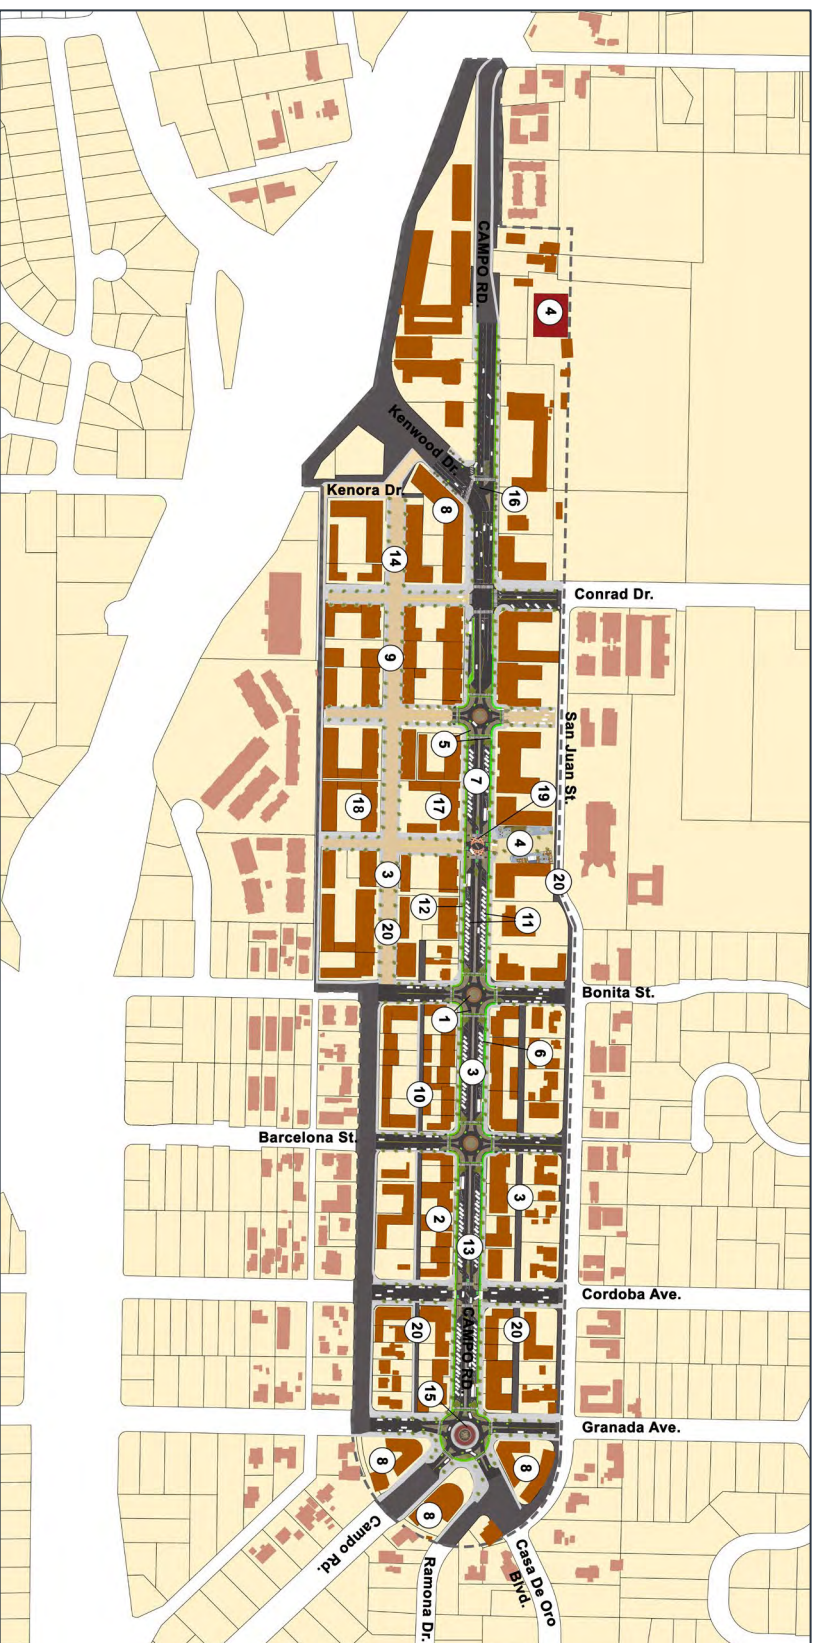 CAMPO RD.
4
Kenwood Dr.
16
Kenora Dr.
8
14
Conrad Dr.
9
San Juan St.
5
7
19
18
17
4
3
20
12
11
20
Bonita St.
1
6
3
10
Barcelona St.
3
2
13
Cordoba Ave.
CAMPO RD
20
20
15
Granada Ave.
8
8
8
Campo Rd.
Casa De Oro
Blvd.
Ramona Dr.